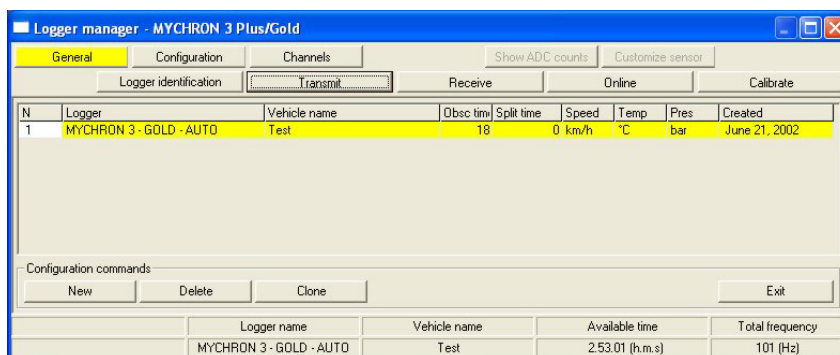 Logger manager - MYCHRON 3 Plus/Gold
General Configuration Channels Show ADC counts Customize sensor
Logger identification Transmit Receive Online Calibrate
N Logger Vehicle name Obsc tim Split time Speed Temp Pres Created
1 MYCHRON 3 - GOLD - AUTO Test 18 0 km/h °C bar June 21, 2002
Configuration commands
New Delete Clone Exit
Logger name Vehicle name Available time Total frequency
MYCHRON 3 - GOLD - AUTO Test 2.53.01 (h.m.s) 101 (Hz)